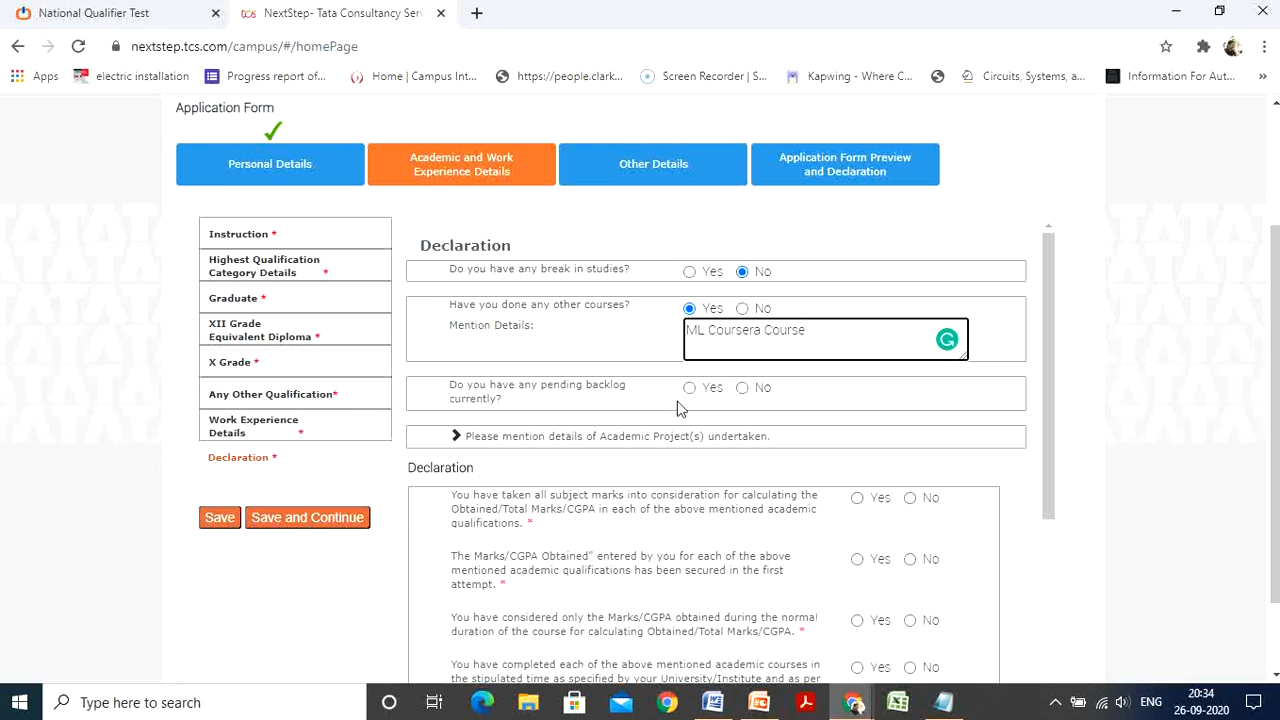 National Qualifier Test
tcs NextStep- Tata Consultancy Serv
nextstep.tcs.com/campus/#/homePage
Apps electric installation Progress report of... Home | Campus Int... https://people.clark... Screen Recorder | S... Kapwing - Where C... Circuits, Systems, a... Information For Aut... »
Application Form
Personal Details
Academic and Work
Experience Details
Other Details
Application Form Preview
and Declaration
Instruction *
Highest Qualification
Category Details *
Graduate *
XII Grade
Equivalent Diploma *
X Grade *
Any Other Qualification*
Work Experience
Details *
Declaration *
Save Save and Continue
Declaration
Do you have any break in studies? Yes No
Have you done any other courses? Yes No
Mention Details: ML Coursera Course
Do you have any pending backlog
currently? Yes No
Please mention details of Academic Project(s) undertaken.
Declaration
You have taken all subject marks into consideration for calculating the
Obtained/Total Marks/CGPA in each of the above mentioned academic
qualifications. * Yes No
The Marks/CGPA Obtained" entered by you for each of the above
mentioned academic qualifications has been secured in the first
attempt. * Yes No
You have considered only the Marks/CGPA obtained during the normal
duration of the course for calculating Obtained/Total Marks/CGPA. * Yes No
You have completed each of the above mentioned academic courses in
the stipulated time as specified by your University/Institute and as per
Yes No
Type here to search
ENG
20:34
26-09-2020
TATA